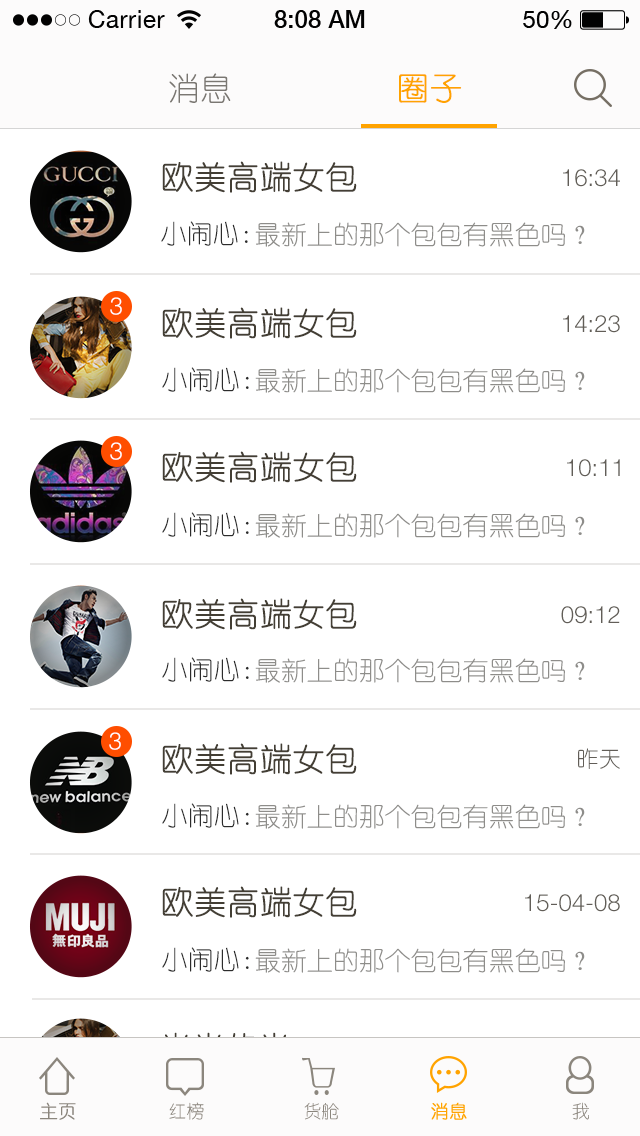 Carrier 8:08 AM 50%
消息 圈子
GUCCI
欧美高端女包 16:34
小闹心：最新上的那个包包有黑色吗？
3
欧美高端女包 14:23
小闹心：最新上的那个包包有黑色吗？
3
adidas
欧美高端女包 10:11
小闹心：最新上的那个包包有黑色吗？
欧美高端女包 09:12
小闹心：最新上的那个包包有黑色吗？
3
new balance
欧美高端女包 昨天
小闹心：最新上的那个包包有黑色吗？
MUJI
無印良品
欧美高端女包 15-04-08
小闹心：最新上的那个包包有黑色吗？
主页 红榜 货舱 消息 我